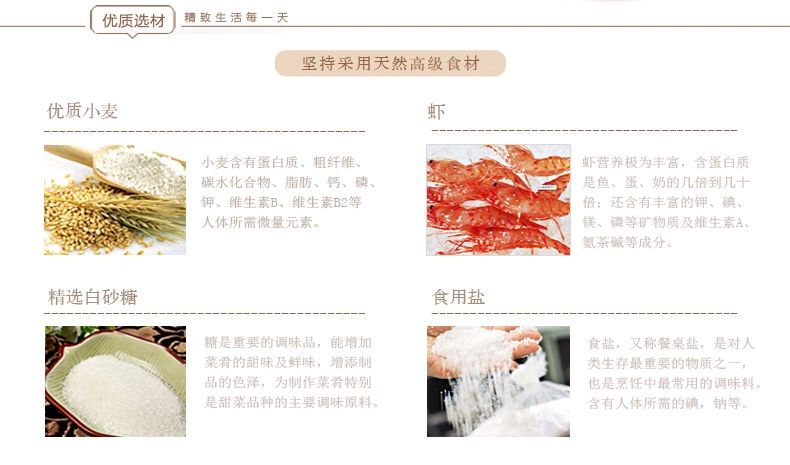 优质选材 精致生活每一天
坚持采用天然高级食材
优质小麦
小麦含有蛋白质、粗纤维、
碳水化合物、脂肪、钙、磷、
钾、维生素B、维生素B2等
人体所需微量元素。
虾
虾营养极为丰富，含蛋白质
是鱼、蛋、奶的几倍到几十
倍；还含有丰富的钾、碘、
镁、磷等矿物质及维生素A、
氨茶碱等成分。
精选白砂糖
糖是重要的调味品，能增加
菜肴的甜味及鲜味，增添制
品的色泽，为制作菜肴特别
是甜菜品种的主要调味原料。
食用盐
食盐，又称餐桌盐，是对人
类生存最重要的物质之一，
也是烹饪中最常用的调味料。
含有人体所需的碘，钠等。